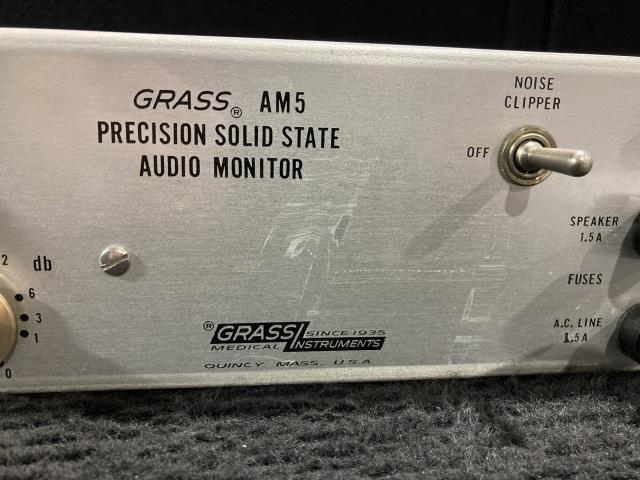 GRASS® AM5
PRECISION SOLID STATE
AUDIO MONITOR
NOISE
CLIPPER
OFF
SPEAKER
1.5A
FUSES
A.C. LINE
1.5A
2
db
6
3
1
0
® GRASS SINCE 1935
MEDICAL INSTRUMENTS
QUINCY MASS., U.S.A